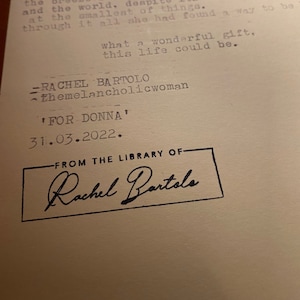 and the world, despite
at the smallest of things.
through it all she had found a way to be
what a wonderful gift,
this life could be.
-RACHEL BARTOLO
-themelancholicwoman
'FOR DONNA'
31.03.2022.
FROM THE LIBRARY OF
Rachel Bartolo